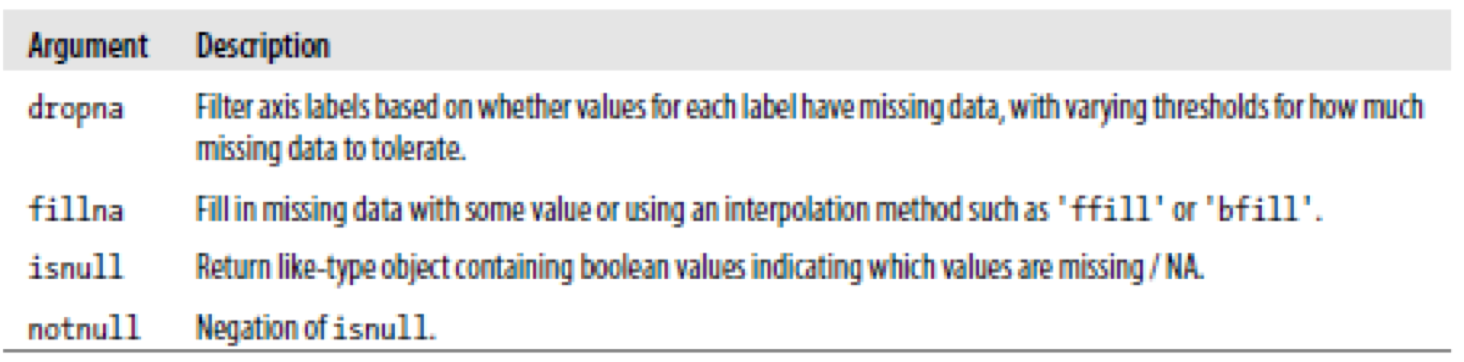 Argument Description
dropna Filter axis labels based on whether values for each label have missing data, with varying thresholds for how much
missing data to tolerate.
fillna Fill in missing data with some value or using an interpolation method such as 'ffill' or 'bfill'.
isnull Return like-type object containing boolean values indicating which values are missing / NA.
notnull Negation of isnull.